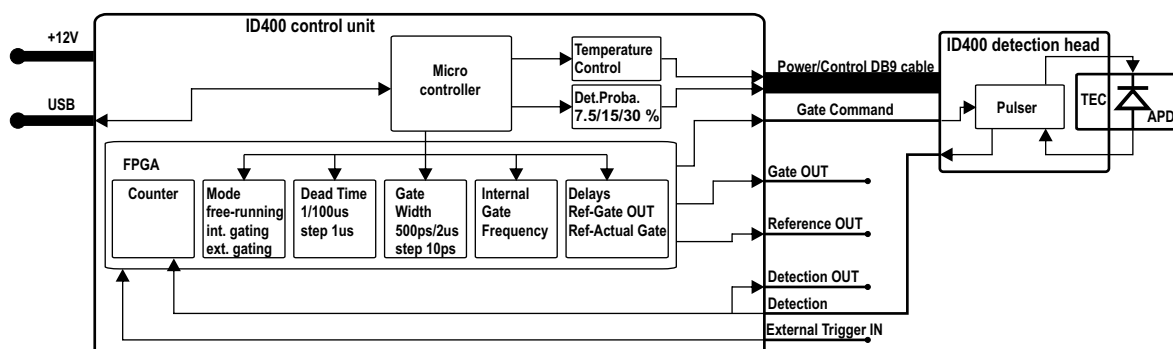 ID400 control unit
+12V
USB
Micro
controller
Temperature
Control
Det.Proba.
7.5/15/30 %
Power/Control DB9 cable
Gate Command
ID400 detection head
Pulser
TEC
APD
FPGA
Counter
Mode
free-running
int. gating
ext. gating
Dead Time
1/100us
step 1us
Gate
Width
500ps/2us
step 10ps
Internal
Gate
Frequency
Delays
Ref-Gate OUT
Ref-Actual Gate
Gate OUT
Reference OUT
Detection OUT
Detection
External Trigger IN